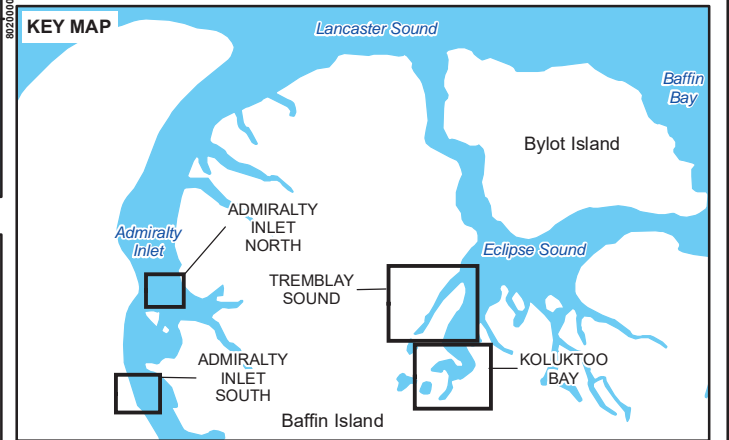 8020000
KEY MAP
Lancaster Sound
Baffin
Bay
Bylot Island
ADMIRALTY
INLET
NORTH
Admiralty
Inlet
Eclipse Sound
TREMBLAY
SOUND
ADMIRALTY
INLET
SOUTH
KOLUKTOO
BAY
Baffin Island